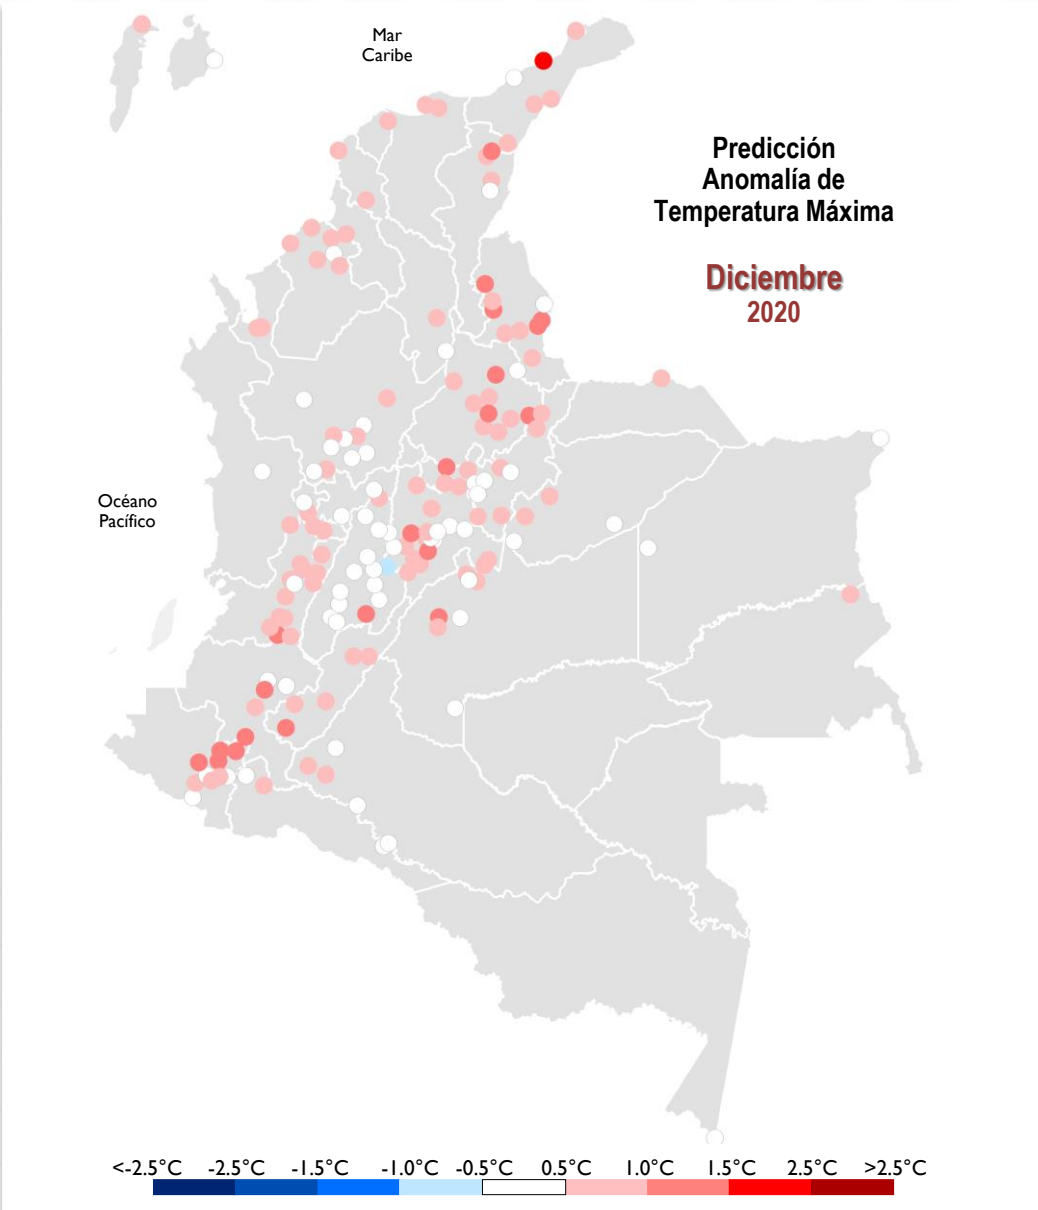 Mar
Caribe
Predicción
Anomalía de
Temperatura Máxima
Diciembre
2020
Océano
Pacífico
<-2.5°C -2.5°C -1.5°C -1.0°C -0.5°C 0.5°C 1.0°C 1.5°C 2.5°C >2.5°C